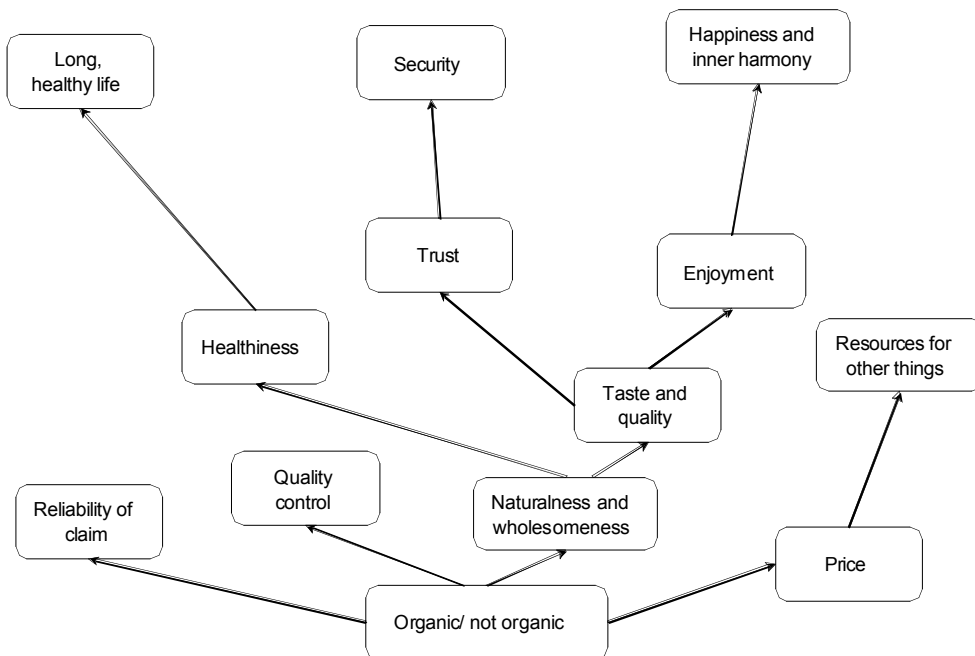 Long,
healthy life
Security
Happiness and
inner harmony
Trust
Enjoyment
Healthiness
Resources for
other things
Taste and
quality
Quality
control
Reliability of
claim
Naturalness and
wholesomeness
Price
Organic/ not organic